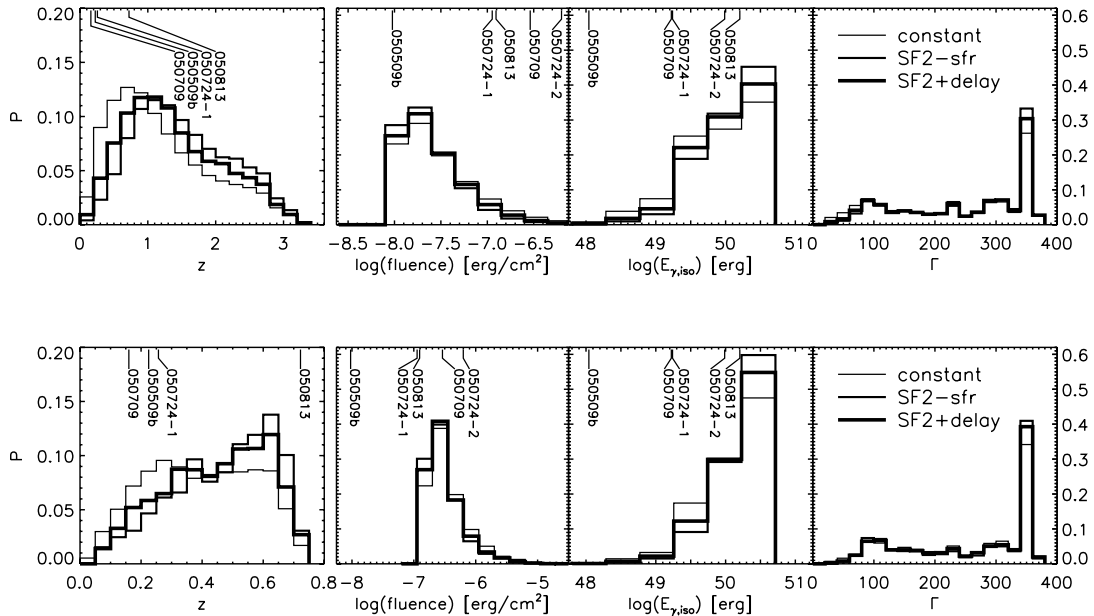 0.20
0.15
0.10
0.05
0.00
P
0 1 2 3
z
050709
050509b
050724-1
050813
-8.5 -8.0 -7.5 -7.0 -6.5
log(fluence) [erg/cm²]
050509b
050724-1
050813
050709
050724-2
48 49 50 51
log(E_γ,iso) [erg]
050509b
050709
050724-1
050724-2
050813
0 100 200 300 400
Γ
constant
SF2-sfr
SF2+delay
0.6
0.5
0.4
0.3
0.2
0.1
0.0
0.20
0.15
0.10
0.05
0.00
P
0.0 0.2 0.4 0.6 0.8
z
050709
050509b
050724-1
050813
-8 -7 -6 -5
log(fluence) [erg/cm²]
050509b
050724-1
050813
050709
050724-2
48 49 50 51
log(E_γ,iso) [erg]
050509b
050724-1
050709
050724-2
050813
0 100 200 300 400
Γ
constant
SF2-sfr
SF2+delay
0.6
0.5
0.4
0.3
0.2
0.1
0.0